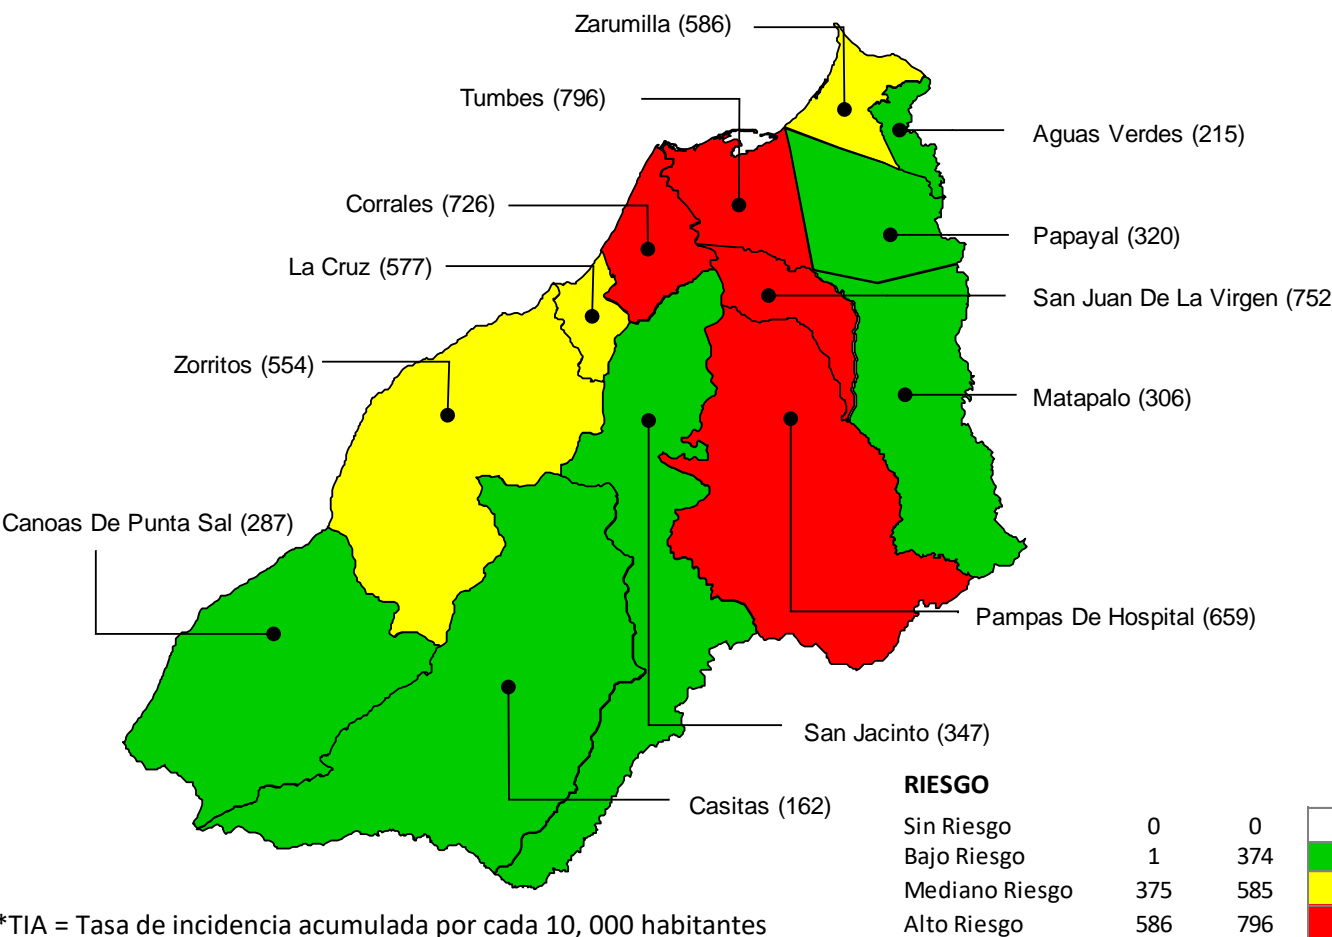 Zarumilla (586)
Tumbes (796)
Aguas Verdes (215)
Corrales (726)
Papayal (320)
La Cruz (577)
San Juan De La Virgen (752
Zorritos (554)
Matapalo (306)
Canoas De Punta Sal (287)
Pampas De Hospital (659)
San Jacinto (347)
Casitas (162)
RIESGO
Sin Riesgo 0 0
Bajo Riesgo 1 374
Mediano Riesgo 375 585
Alto Riesgo 586 796
*TIA = Tasa de incidencia acumulada por cada 10, 000 habitantes